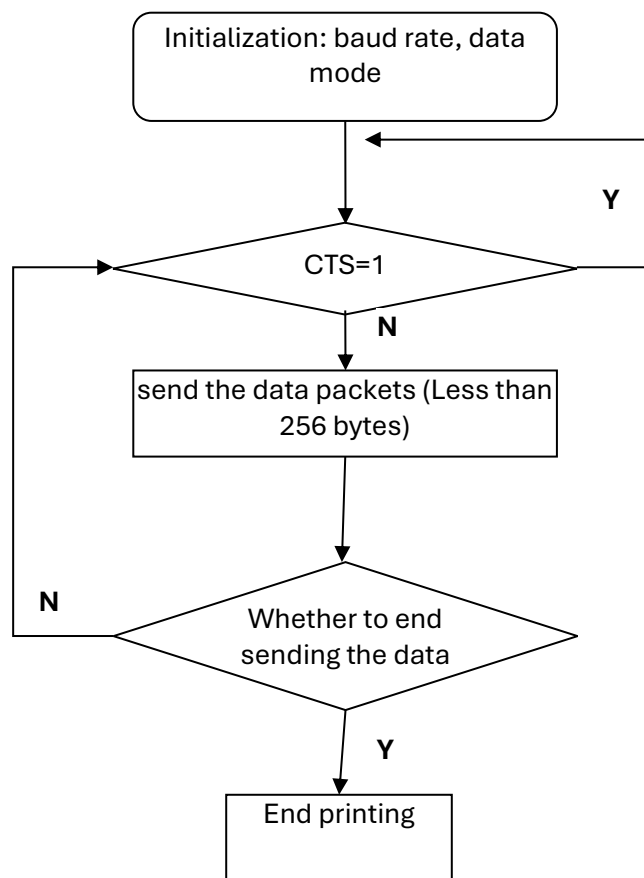 Initialization: baud rate, data
mode
Y
CTS=1
N
send the data packets (Less than
256 bytes)
N
Whether to end
sending the data
Y
End printing